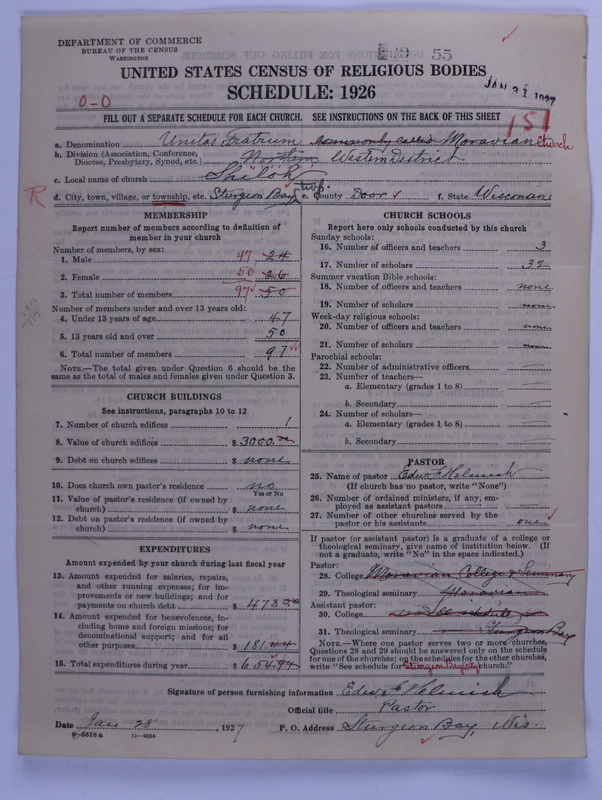 DEPARTMENT OF COMMERCE
BUREAU OF THE CENSUS
WASHINGTON
55
UNITED STATES CENSUS OF RELIGIOUS BODIES
SCHEDULE: 1926
JAN 31 1927
0-0
FILL OUT A SEPARATE SCHEDULE FOR EACH CHURCH. SEE INSTRUCTIONS ON THE BACK OF THIS SHEET
151
a. Denomination Unitas Fratrum commonly called Moravian Church
b. Division (Association, Conference, Diocese, Presbytery, Synod, etc.) Northern Western District
c. Local name of church Shiloh
d. City, town, village, or township, etc. Sturgeon Bay twp. e. County Door f. State Wisconsin
R
MEMBERSHIP
Report number of members according to definition of member in your church
Number of members, by sex:
1. Male 47 24
2. Female 50 26
3. Total number of members 97 50
Number of members under and over 13 years old:
4. Under 13 years of age 47
5. 13 years old and over 50
6. Total number of members 97
NOTE.—The total given under Question 6 should be the same as the total of males and females given under Question 3.
CHURCH BUILDINGS
See instructions, paragraphs 10 to 12
7. Number of church edifices 1
8. Value of church edifices $ 3000.00
9. Debt on church edifices $ none
10. Does church own pastor's residence no
Yes or No
11. Value of pastor's residence (if owned by church) $ none
12. Debt on pastor's residence (if owned by church) $ none
EXPENDITURES
Amount expended by your church during last fiscal year
13. Amount expended for salaries, repairs, and other running expenses; for improvements or new buildings; and for payments on church debt $ 473.50
14. Amount expended for benevolences, including home and foreign missions; for denominational support; and for all other purposes $ 181.44
15. Total expenditures during year $ 654.94
CHURCH SCHOOLS
Report here only schools conducted by this church
Sunday schools:
16. Number of officers and teachers 3
17. Number of scholars 32
Summer vacation Bible schools:
18. Number of officers and teachers none
19. Number of scholars none
Week-day religious schools:
20. Number of officers and teachers none
21. Number of scholars none
Parochial schools:
22. Number of administrative officers
23. Number of teachers—
a. Elementary (grades 1 to 8)
b. Secondary
24. Number of scholars—
a. Elementary (grades 1 to 8)
b. Secondary
PASTOR
25. Name of pastor Edw. F. Helmich
(If church has no pastor, write "None")
26. Number of ordained ministers, if any, employed as assistant pastors
27. Number of other churches served by the pastor or his assistants one
If pastor (or assistant pastor) is a graduate of a college or theological seminary, give name of institution below. (If not a graduate, write "No" in the space indicated.)
Pastor:
28. College Moravian College & Seminary
29. Theological seminary Moravian
Assistant pastor:
30. College See schedule for
31. Theological seminary Sturgeon Bay
NOTE.—Where one pastor serves two or more churches, Questions 28 and 29 should be answered only on the schedule for one of the churches; on the schedules for the other churches, write "See schedule for Sturgeon Bay city church."
Signature of person furnishing information Edw. F. Helmich
Official title Pastor
Date Jan 28 1927
P. O. Address Sturgeon Bay, Wis.
9-5518a 11-9084